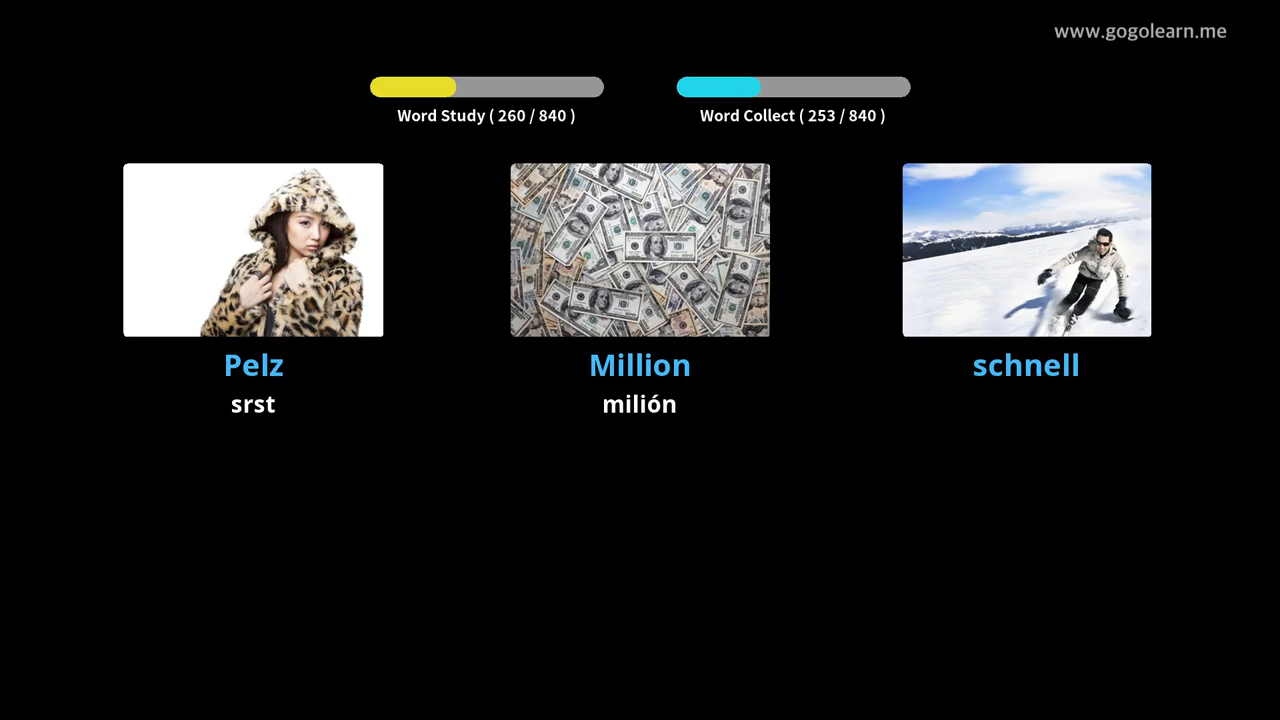 www.gogolearn.me
Word Study ( 260 / 840 )
Word Collect ( 253 / 840 )
Pelz
srst
Million
milión
schnell